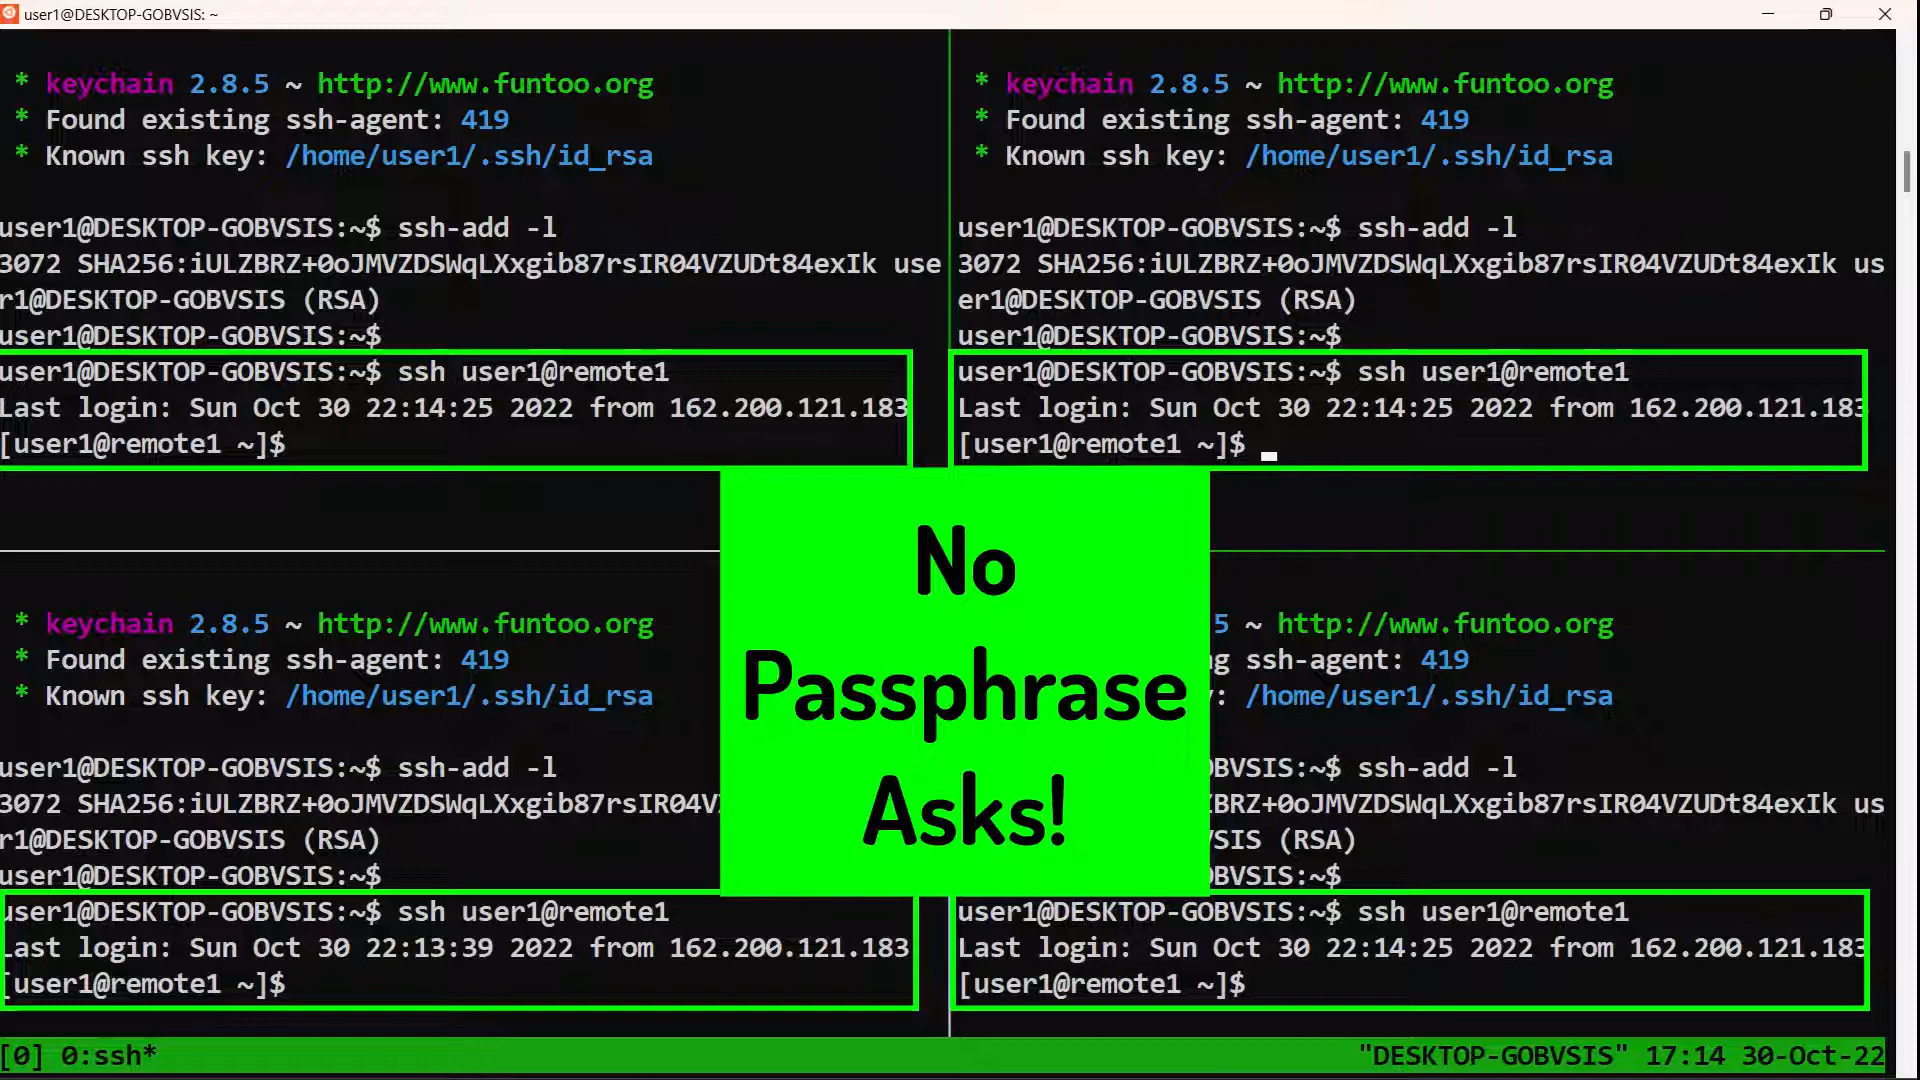 user1@DESKTOP-GOBVSIS: ~
* keychain 2.8.5 ~ http://www.funtoo.org
* Found existing ssh-agent: 419
* Known ssh key: /home/user1/.ssh/id_rsa
user1@DESKTOP-GOBVSIS:~$ ssh-add -l
3072 SHA256:iULZBRZ+0oJMVZDSWqLXxgib87rsIR04VZUDt84exIk use
r1@DESKTOP-GOBVSIS (RSA)
user1@DESKTOP-GOBVSIS:~$
user1@DESKTOP-GOBVSIS:~$ ssh user1@remote1
Last login: Sun Oct 30 22:14:25 2022 from 162.200.121.183
[user1@remote1 ~]$
* keychain 2.8.5 ~ http://www.funtoo.org
* Found existing ssh-agent: 419
* Known ssh key: /home/user1/.ssh/id_rsa
user1@DESKTOP-GOBVSIS:~$ ssh-add -l
3072 SHA256:iULZBRZ+0oJMVZDSWqLXxgib87rsIR04VZUDt84exIk us
er1@DESKTOP-GOBVSIS (RSA)
user1@DESKTOP-GOBVSIS:~$
user1@DESKTOP-GOBVSIS:~$ ssh user1@remote1
Last login: Sun Oct 30 22:14:25 2022 from 162.200.121.183
[user1@remote1 ~]$
No
Passphrase
Asks!
* keychain 2.8.5 ~ http://www.funtoo.org
* Found existing ssh-agent: 419
* Known ssh key: /home/user1/.ssh/id_rsa
user1@DESKTOP-GOBVSIS:~$ ssh-add -l
3072 SHA256:iULZBRZ+0oJMVZDSWqLXxgib87rsIR04V
r1@DESKTOP-GOBVSIS (RSA)
user1@DESKTOP-GOBVSIS:~$
user1@DESKTOP-GOBVSIS:~$ ssh user1@remote1
Last login: Sun Oct 30 22:13:39 2022 from 162.200.121.183
[user1@remote1 ~]$
5 ~ http://www.funtoo.org
ng ssh-agent: 419
: /home/user1/.ssh/id_rsa
OBVSIS:~$ ssh-add -l
ZBRZ+0oJMVZDSWqLXxgib87rsIR04VZUDt84exIk us
VSIS (RSA)
OBVSIS:~$
user1@DESKTOP-GOBVSIS:~$ ssh user1@remote1
Last login: Sun Oct 30 22:14:25 2022 from 162.200.121.183
[user1@remote1 ~]$
[0] 0:ssh* "DESKTOP-GOBVSIS" 17:14 30-Oct-22